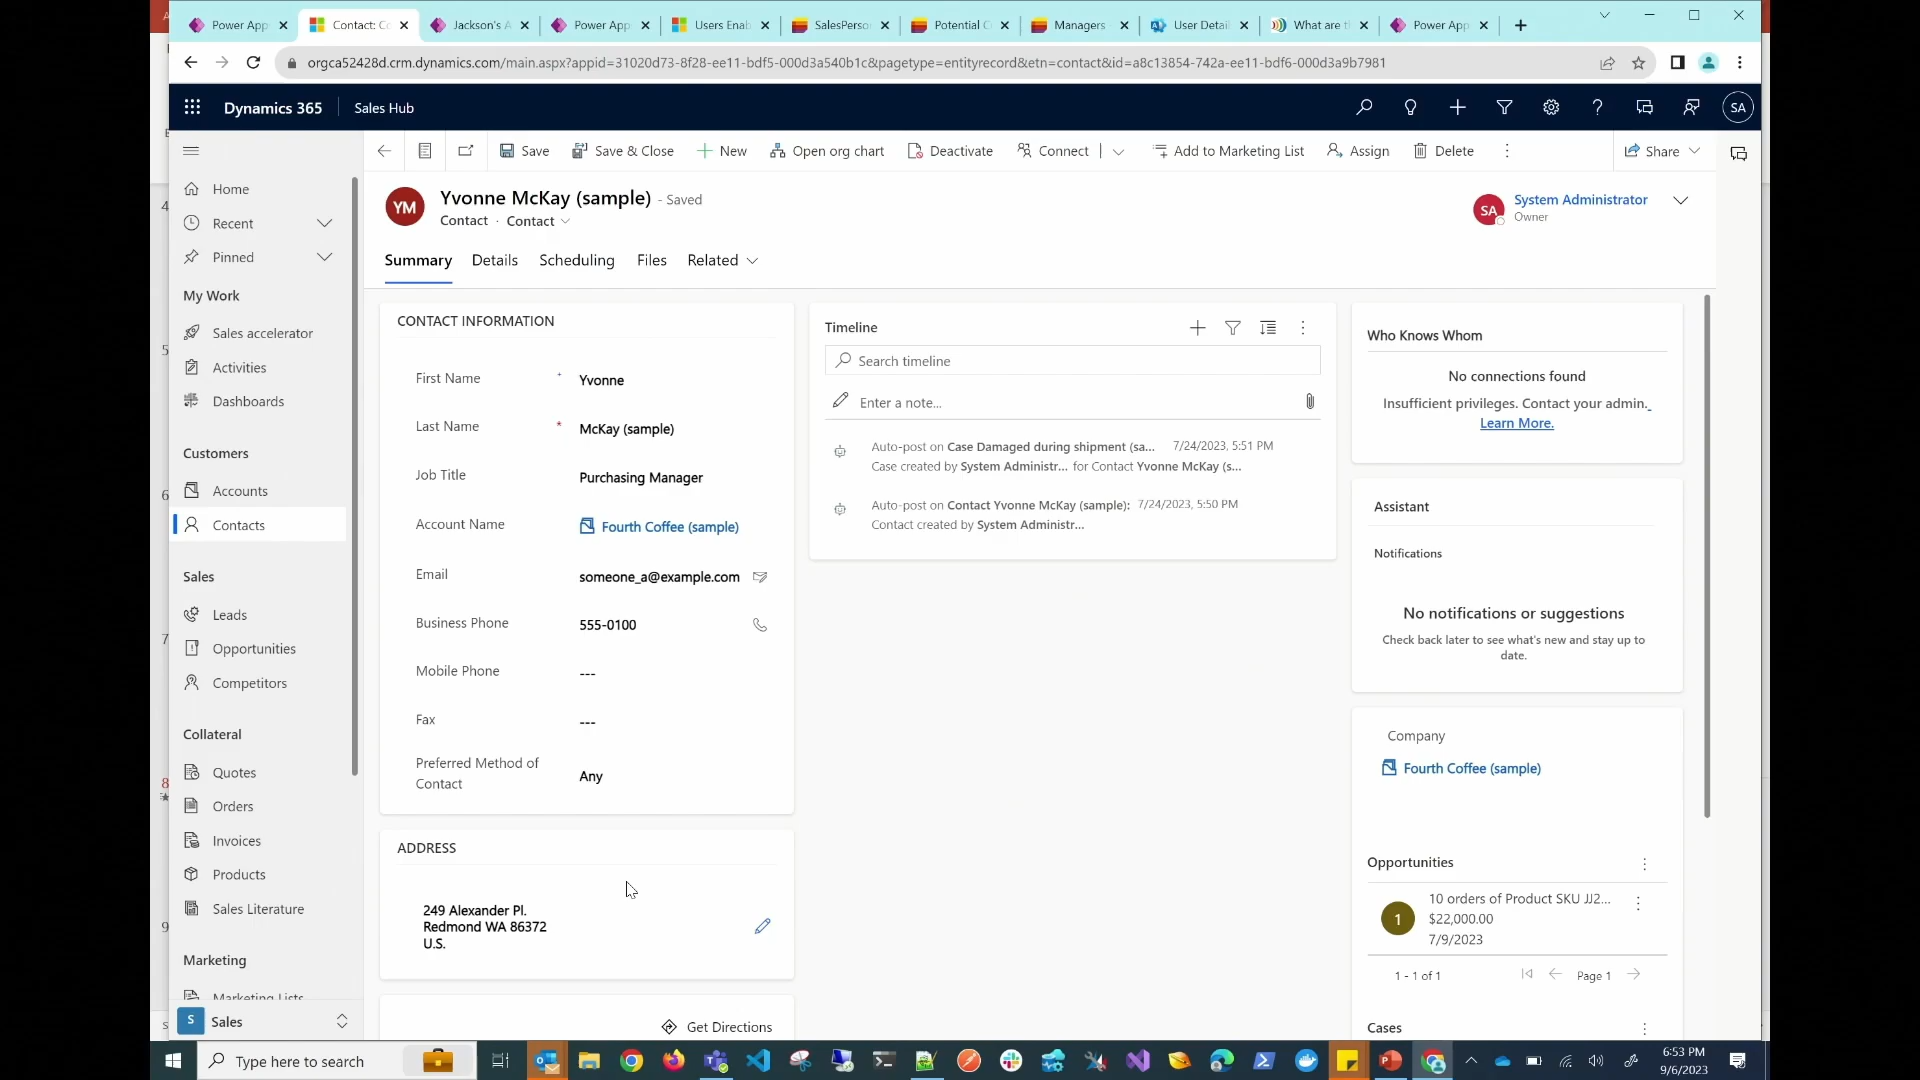 Power App
Contact: Co
Jackson's A
Power App
Users Enab
SalesPerso
Potential C
Managers
User Detail
What are t
Power App
orgca52428d.crm.dynamics.com/main.aspx?appid=31020d73-8f28-ee11-bdf5-000d3a540b1c&pagetype=entityrecord&etn=contact&id=a8c13854-742a-ee11-bdf6-000d3a9b7981
Dynamics 365
Sales Hub
SA
Save
Save & Close
New
Open org chart
Deactivate
Connect
Add to Marketing List
Assign
Delete
Share
Home
Recent
Pinned
My Work
Sales accelerator
Activities
Dashboards
Customers
Accounts
Contacts
Sales
Leads
Opportunities
Competitors
Collateral
Quotes
Orders
Invoices
Products
Sales Literature
Marketing
Marketing Lists
S
Sales
4
5
6
7
8
9
YM
Yvonne McKay (sample) - Saved
Contact · Contact
SA
System Administrator
Owner
Summary
Details
Scheduling
Files
Related
CONTACT INFORMATION
First Name
+
Yvonne
Last Name
*
McKay (sample)
Job Title
Purchasing Manager
Account Name
Fourth Coffee (sample)
Email
someone_a@example.com
Business Phone
555-0100
Mobile Phone
---
Fax
---
Preferred Method of
Contact
Any
ADDRESS
249 Alexander Pl.
Redmond WA 86372
U.S.
Get Directions
Timeline
Search timeline
Enter a note...
Auto-post on Case Damaged during shipment (sa... 7/24/2023, 5:51 PM
Case created by System Administr... for Contact Yvonne McKay (s...
Auto-post on Contact Yvonne McKay (sample): 7/24/2023, 5:50 PM
Contact created by System Administr...
Who Knows Whom
No connections found
Insufficient privileges. Contact your admin.
Learn More.
Assistant
Notifications
No notifications or suggestions
Check back later to see what's new and stay up to
date.
Company
Fourth Coffee (sample)
Opportunities
1
10 orders of Product SKU JJ2...
$22,000.00
7/9/2023
1 - 1 of 1
Page 1
Cases
Type here to search
6:53 PM
9/6/2023